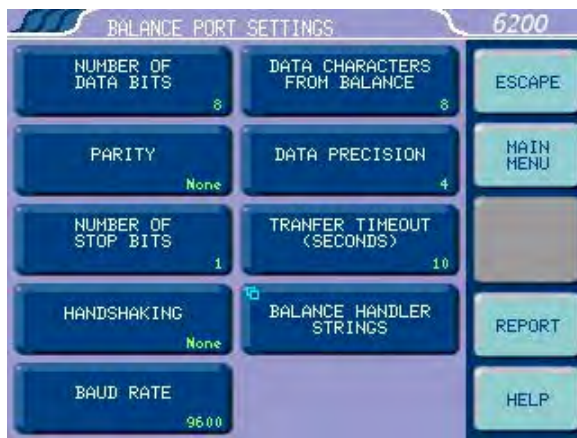 BALANCE PORT SETTINGS
6200
NUMBER OF
DATA BITS
8
DATA CHARACTERS
FROM BALANCE
8
ESCAPE
PARITY
None
DATA PRECISION
4
MAIN
MENU
NUMBER OF
STOP BITS
1
TRANFER TIMEOUT
(SECONDS)
10
HANDSHAKING
None
BALANCE HANDLER
STRINGS
REPORT
BAUD RATE
9600
HELP